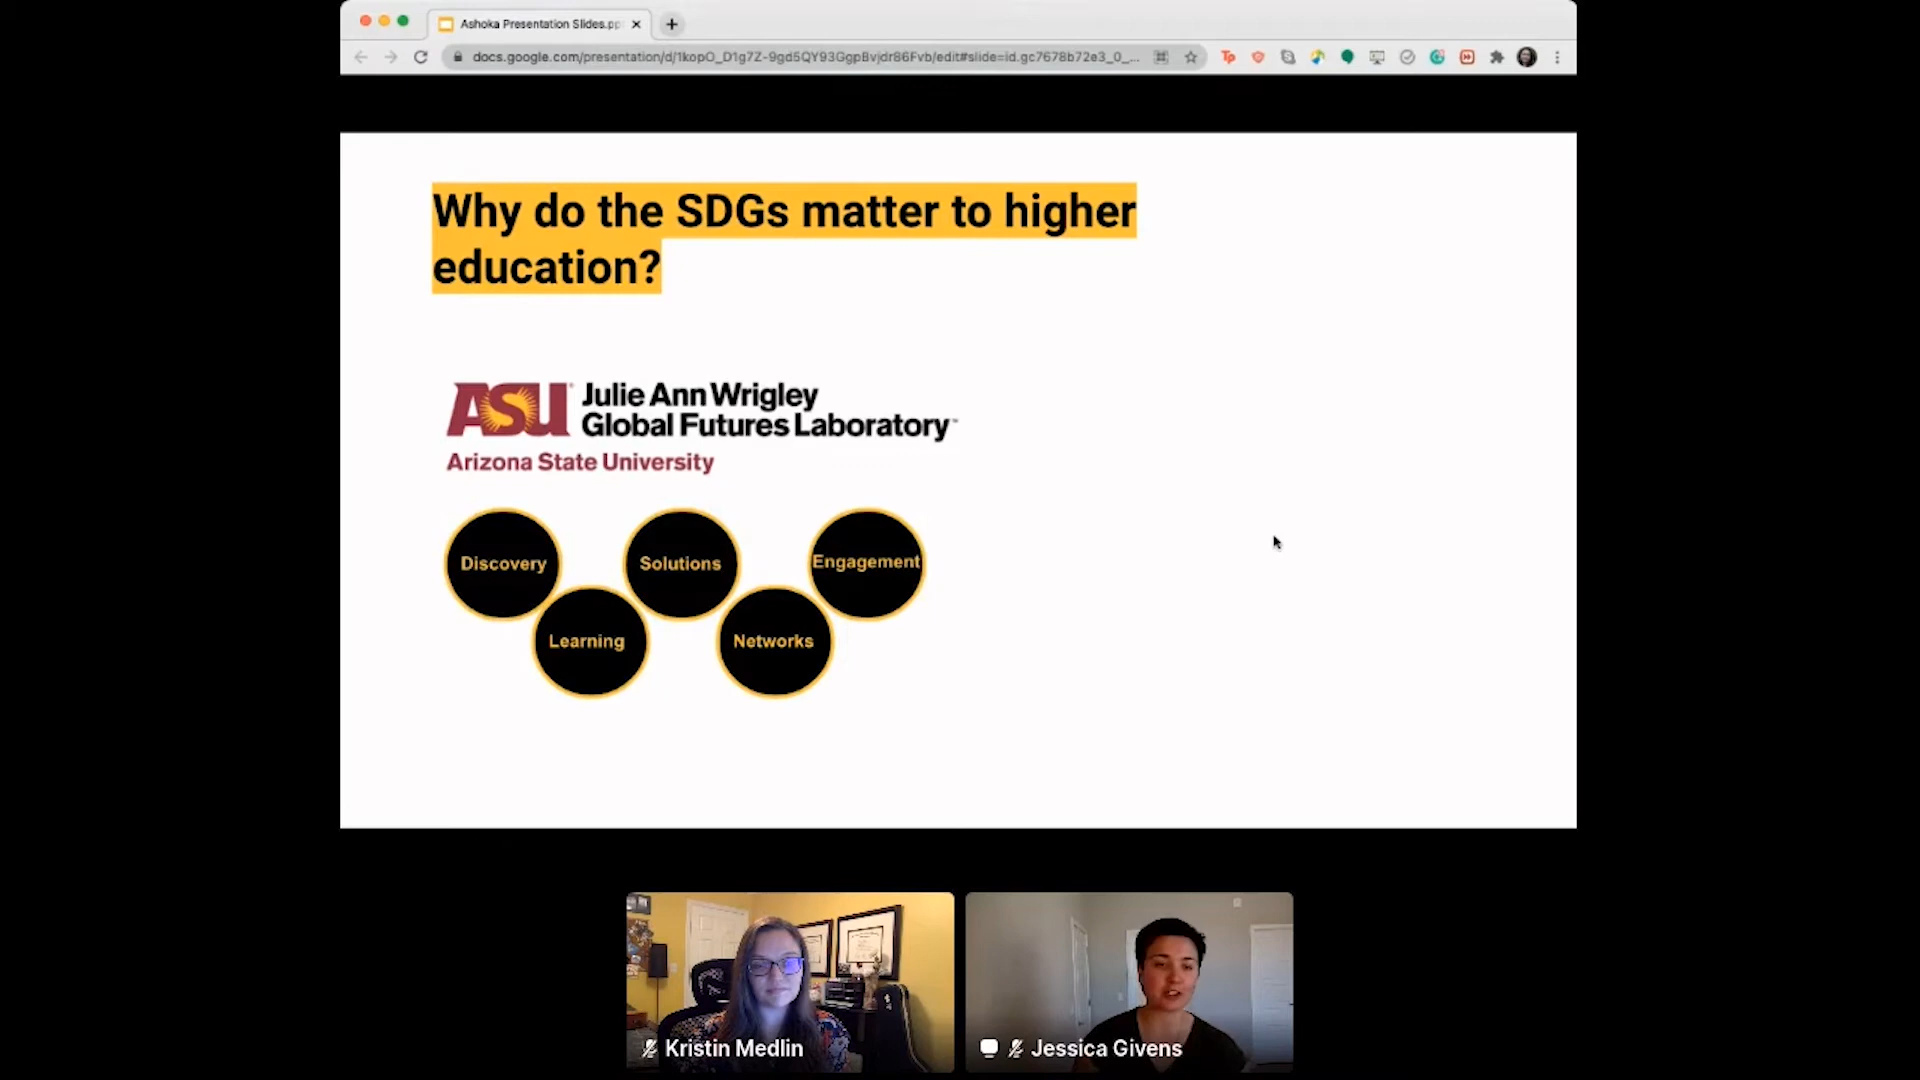 Ashoka Presentation Slides.pp
docs.google.com/presentation/d/1kopO_D1g7Z-9gd5QY93GgpBvjdr86Fvb/edit#slide=id.gc7678b72e3_0_...
Why do the SDGs matter to higher
education?
ASU
Julie Ann Wrigley
Global Futures Laboratory™
Arizona State University
Discovery
Solutions
Engagement
Learning
Networks
Kristin Medlin
Jessica Givens